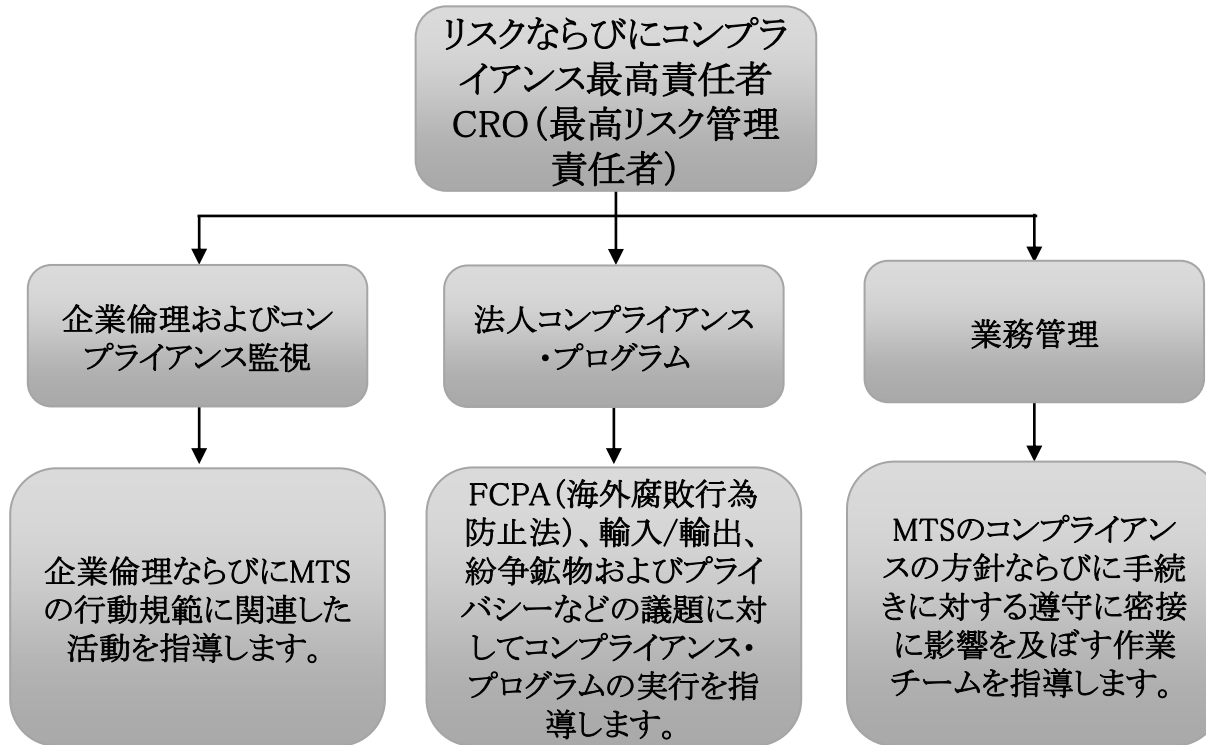 リスクならびにコンプラ
イアンス最高責任者
CRO(最高リスク管理
責任者)
企業倫理およびコン
プライアンス監視
法人コンプライアンス
・プログラム
業務管理
企業倫理ならびにMTS
の行動規範に関連した
活動を指導します。
FCPA(海外腐敗行為
防止法)、輸入/輸出、
紛争鉱物およびプライ
バシーなどの議題に対
してコンプライアンス・
プログラムの実行を指
導します。
MTSのコンプライアン
スの方針ならびに手続
きに対する遵守に密接
に影響を及ぼす作業
チームを指導します。